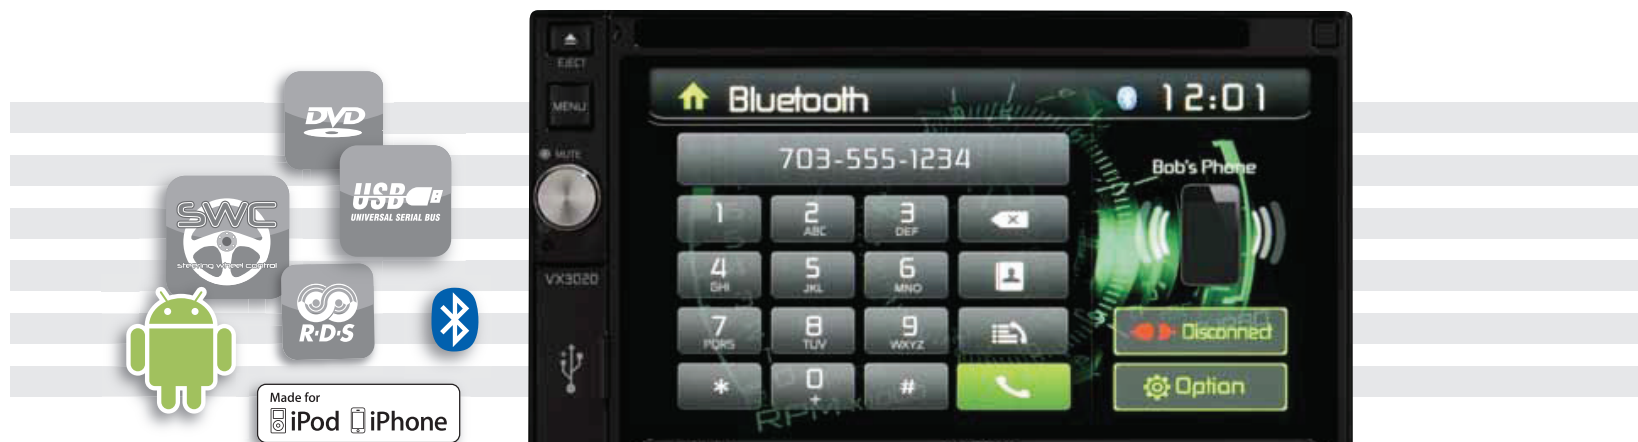 DVD
USB
UNIVERSAL SERIAL BUS
SWC
steering wheel control
R·D·S
Made for
iPod iPhone
EJECT
MENU
MUTE
VX3020
Bluetooth 12:01
703-555-1234
Bob's Phone
1 2 3
ABC DEF
4 5 6
GHI JKL MNO
7 8 9
PQRS TUV WXYZ
* 0 #
+
Disconnect
Option
RPM x1000